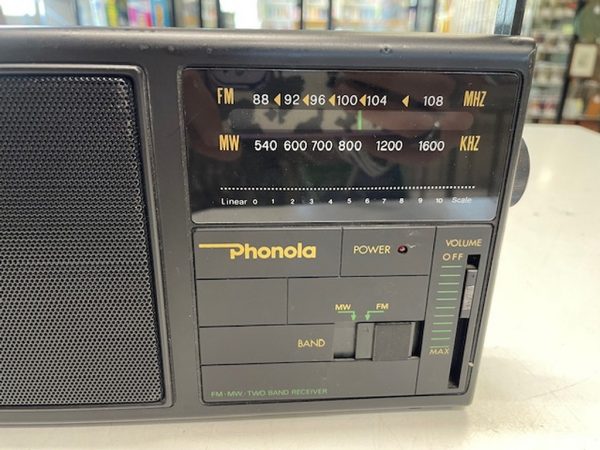 FM 88 92 96 100 104 108 MHZ
MW 540 600 700 800 1200 1600 KHZ
Linear 0 1 2 3 4 5 6 7 8 9 10 Scale
Phonola
POWER
VOLUME
OFF
MW FM
BAND
MAX
FM·MW·TWO BAND RECEIVER